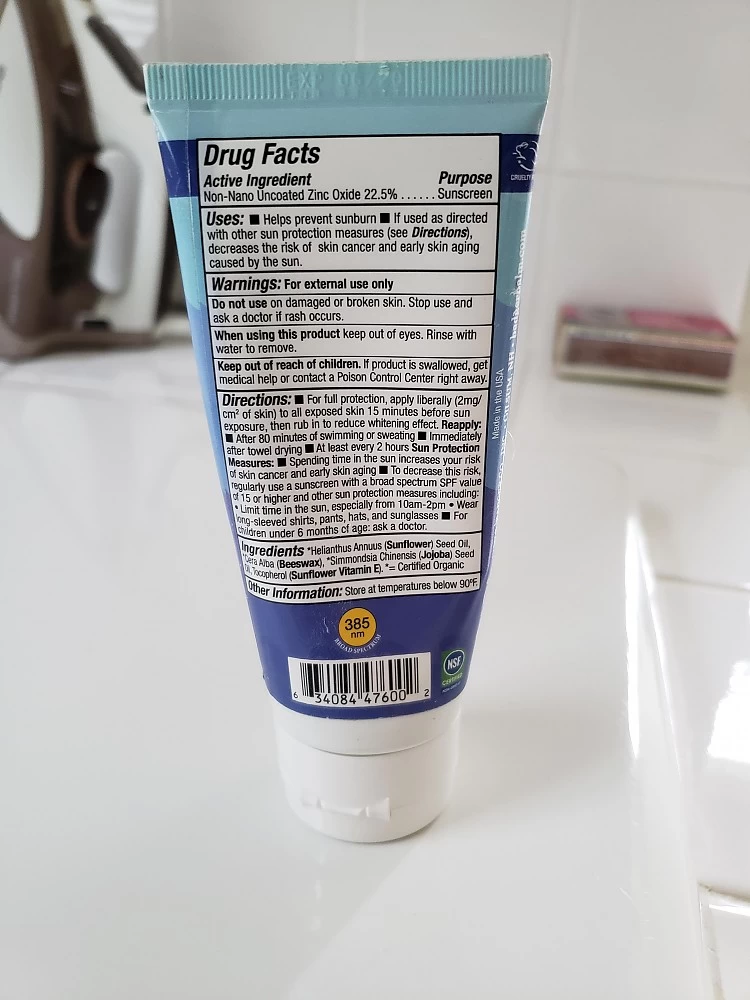 Drug Facts
Active Ingredient Purpose
Non-Nano Uncoated Zinc Oxide 22.5% ...... Sunscreen
Uses: ■ Helps prevent sunburn ■ If used as directed
with other sun protection measures (see Directions),
decreases the risk of skin cancer and early skin aging
caused by the sun.
Warnings: For external use only
Do not use on damaged or broken skin. Stop use and
ask a doctor if rash occurs.
When using this product keep out of eyes. Rinse with
water to remove.
Keep out of reach of children. If product is swallowed, get
medical help or contact a Poison Control Center right away.
Directions: ■ For full protection, apply liberally (2mg/
cm² of skin) to all exposed skin 15 minutes before sun
exposure, then rub in to reduce whitening effect. Reapply:
■ After 80 minutes of swimming or sweating ■ Immediately
after towel drying ■ At least every 2 hours Sun Protection
Measures: ■ Spending time in the sun increases your risk
of skin cancer and early skin aging ■ To decrease this risk,
regularly use a sunscreen with a broad spectrum SPF value
of 15 or higher and other sun protection measures including:
• Limit time in the sun, especially from 10am-2pm • Wear
long-sleeved shirts, pants, hats, and sunglasses ■ For
children under 6 months of age: ask a doctor.
Ingredients *Helianthus Annuus (Sunflower) Seed Oil,
*Cera Alba (Beeswax), *Simmondsia Chinensis (Jojoba) Seed
Oil, Tocopherol (Sunflower Vitamin E). *= Certified Organic
Other Information: Store at temperatures below 90ºF.
385
nm
BROAD SPECTRUM
6 34084 47600 2
NSF
CERTIFIED
CRUELTY
Made in the USA
NH • badgerbalm.com